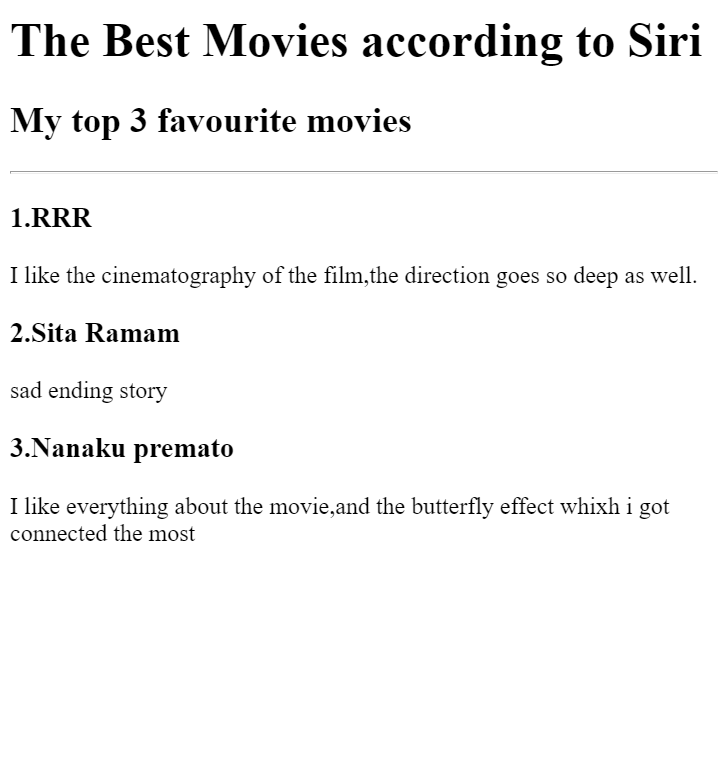 The Best Movies according to Siri
My top 3 favourite movies
1.RRR
I like the cinematography of the film,the direction goes so deep as well.
2.Sita Ramam
sad ending story
3.Nanaku premato
I like everything about the movie,and the butterfly effect whixh i got
connected the most